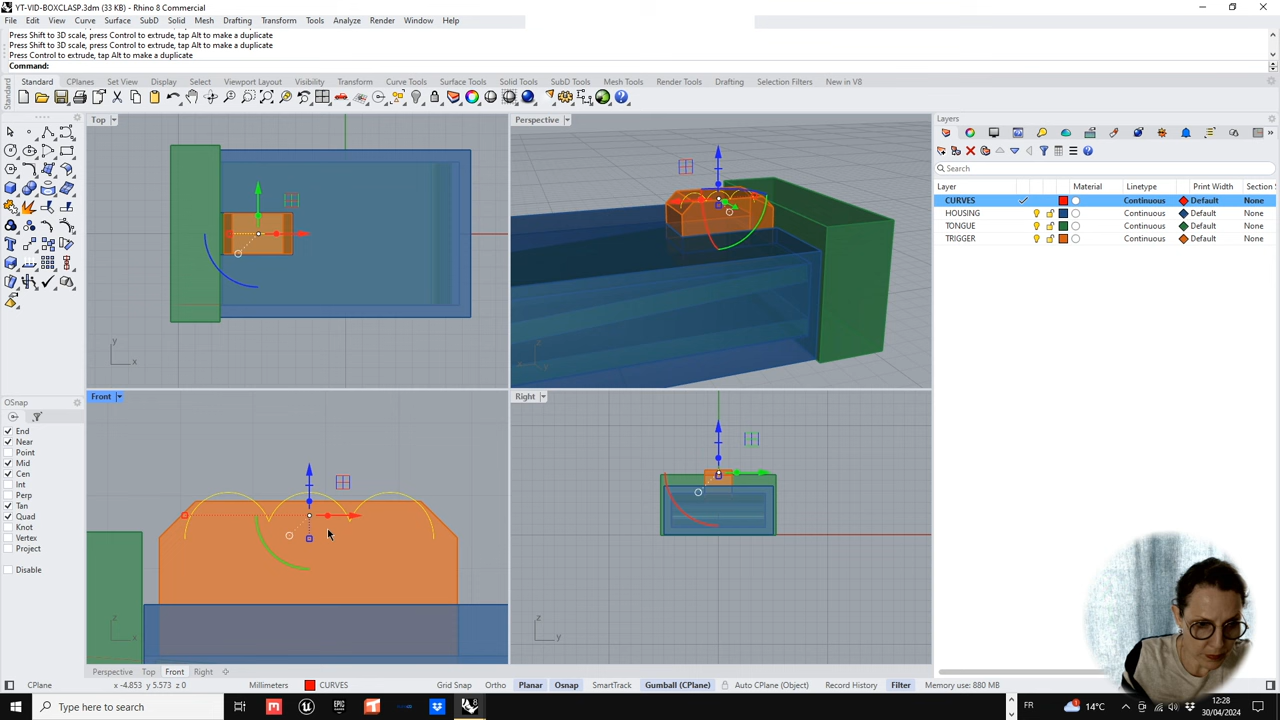 YT-VID-BOXCLASP.3dm (33 KB) - Rhino 8 Commercial
File Edit View Curve Surface SubD Solid Mesh Drafting Transform Tools Analyze Render Window Help
Press Shift to 3D scale, press Control to extrude, tap Alt to make a duplicate
Press Shift to 3D scale, press Control to extrude, tap Alt to make a duplicate
Press Control to extrude, tap Alt to make a duplicate
Command:
Standard CPlanes Set View Display Select Viewport Layout Visibility Transform Curve Tools Surface Tools Solid Tools SubD Tools Mesh Tools Render Tools Drafting Selection Filters New in V8
Standard
Top
Perspective
Layers
Search
Layer Material Linetype Print Width Section S
CURVES Continuous Default None
HOUSING Continuous Default None
TONGUE Continuous Default None
TRIGGER Continuous Default None
y
x
z
x
Front
Right
OSnap
End
Near
Point
Mid
Cen
Int
Perp
Tan
Quad
Knot
Vertex
Project
Disable
z
x
z
y
Perspective Top Front Right
CPlane x -4.853 y 5.573 z 0 Millimeters CURVES Grid Snap Ortho Planar Osnap SmartTrack Gumball (CPlane) Auto CPlane (Object) Record History Filter Memory use: 880 MB
Type here to search
14°C
FR
12:28
30/04/2024